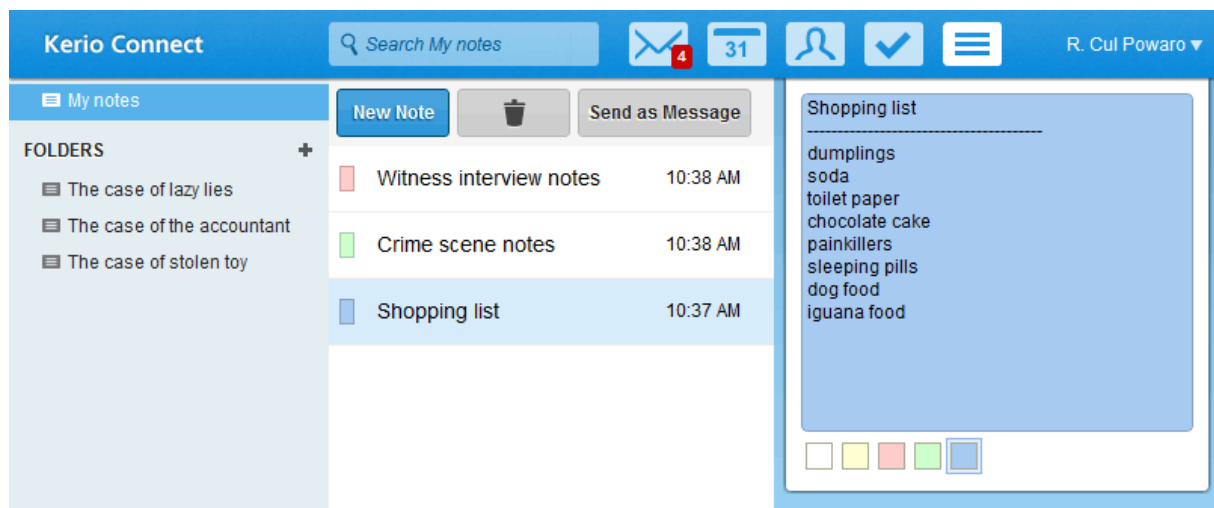 Kerio Connect
Search My notes
4
31
R. Cul Powaro ▼
My notes
FOLDERS +
The case of lazy lies
The case of the accountant
The case of stolen toy
New Note
Send as Message
Witness interview notes 10:38 AM
Crime scene notes 10:38 AM
Shopping list 10:37 AM
Shopping list
---------------------------------------
dumplings
soda
toilet paper
chocolate cake
painkillers
sleeping pills
dog food
iguana food